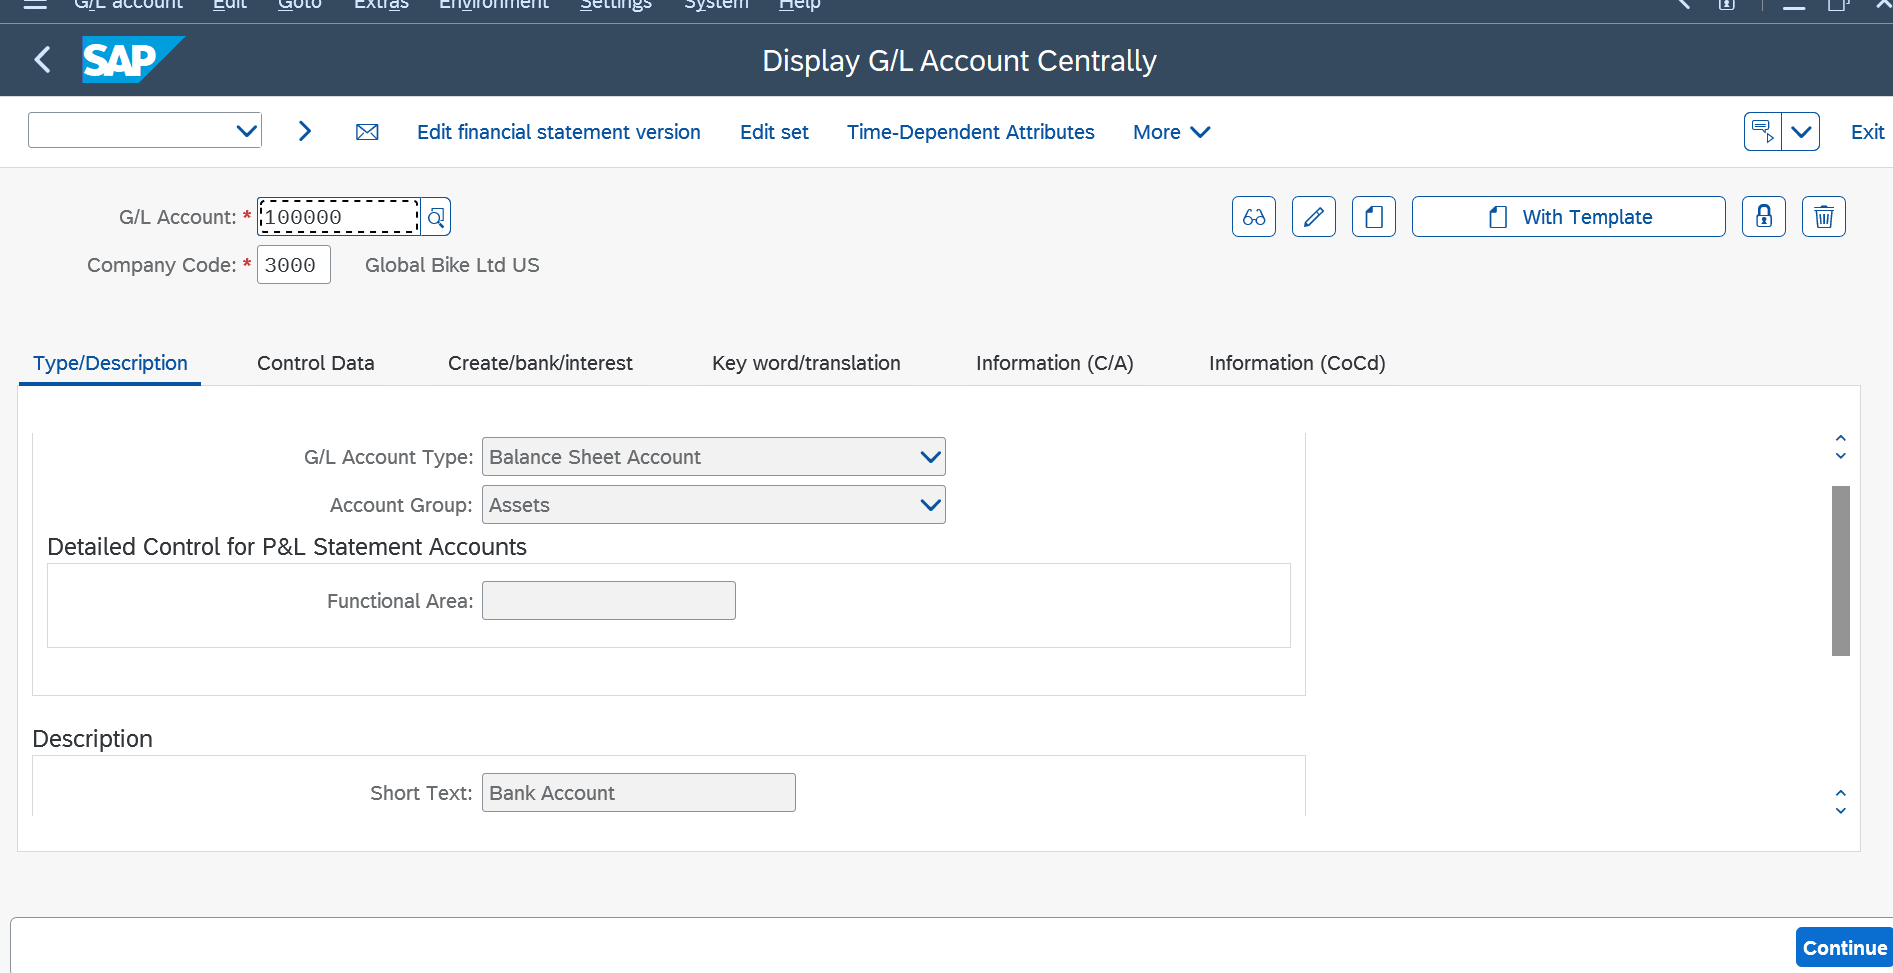 G/L account Edit Goto Extras Environment Settings System Help
SAP Display G/L Account Centrally
Edit financial statement version Edit set Time-Dependent Attributes More Exit
G/L Account: * 100000 With Template
Company Code: * 3000 Global Bike Ltd US
Type/Description Control Data Create/bank/interest Key word/translation Information (C/A) Information (CoCd)
G/L Account Type: Balance Sheet Account
Account Group: Assets
Detailed Control for P&L Statement Accounts
Functional Area:
Description
Short Text: Bank Account
Continue